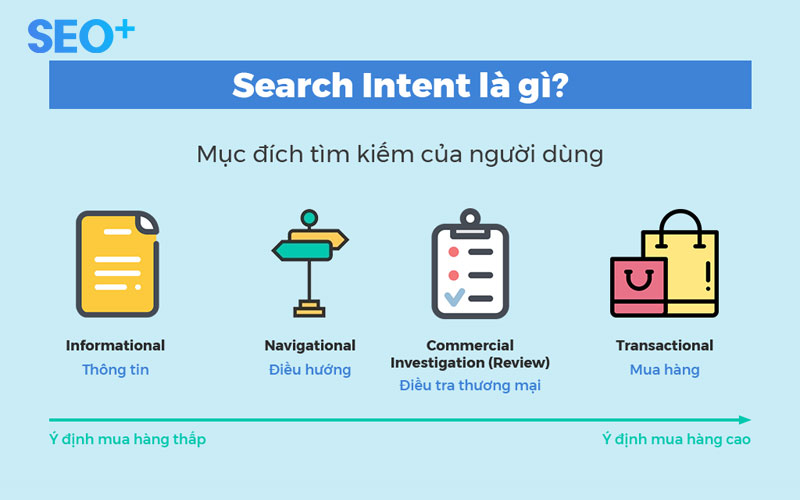 SEO+
Search Intent là gì?
Mục đích tìm kiếm của người dùng
Informational
Thông tin
Navigational
Điều hướng
Commercial
Investigation (Review)
Điều tra thương mại
Transactional
Mua hàng
Ý định mua hàng thấp
Ý định mua hàng cao